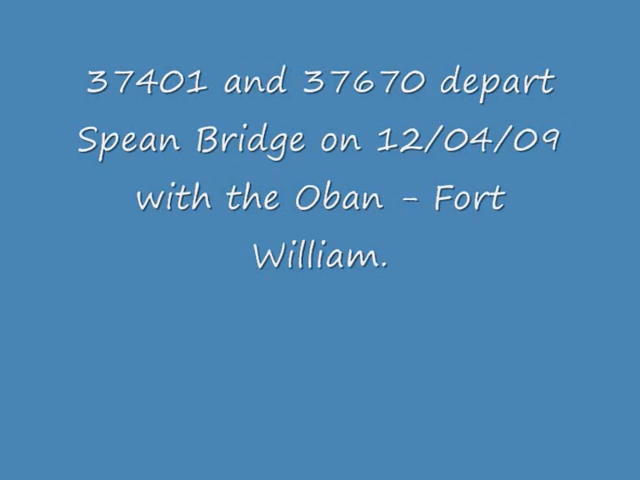 37401 and 37670 depart
Spean Bridge on 12/04/09
with the Oban - Fort
William.